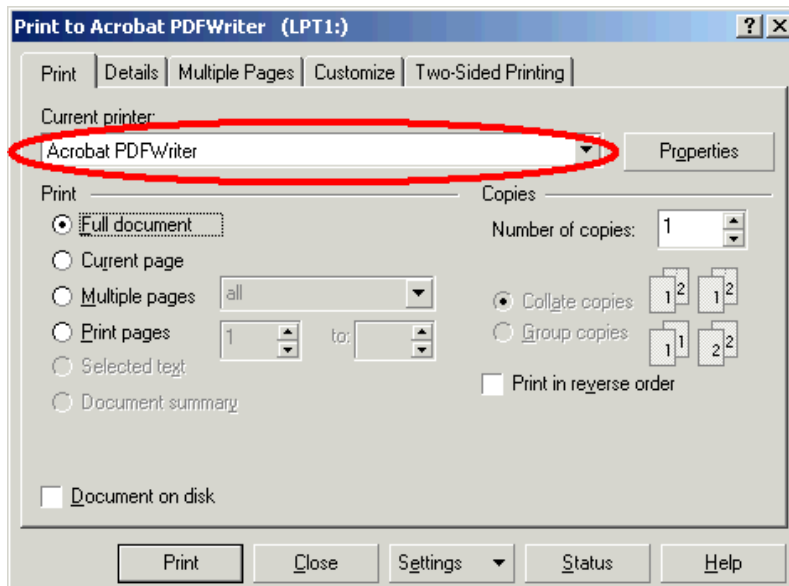 Print to Acrobat PDFWriter (LPT1:)
Print Details Multiple Pages Customize Two-Sided Printing
Current printer:
Acrobat PDFWriter Properties
Print Copies
Full document Number of copies: 1
Current page
Multiple pages all Collate copies 1 2 1 2
Print pages 1 to: Group copies 1 1 2 2
Selected text Print in reverse order
Document summary
Document on disk
Print Close Settings Status Help